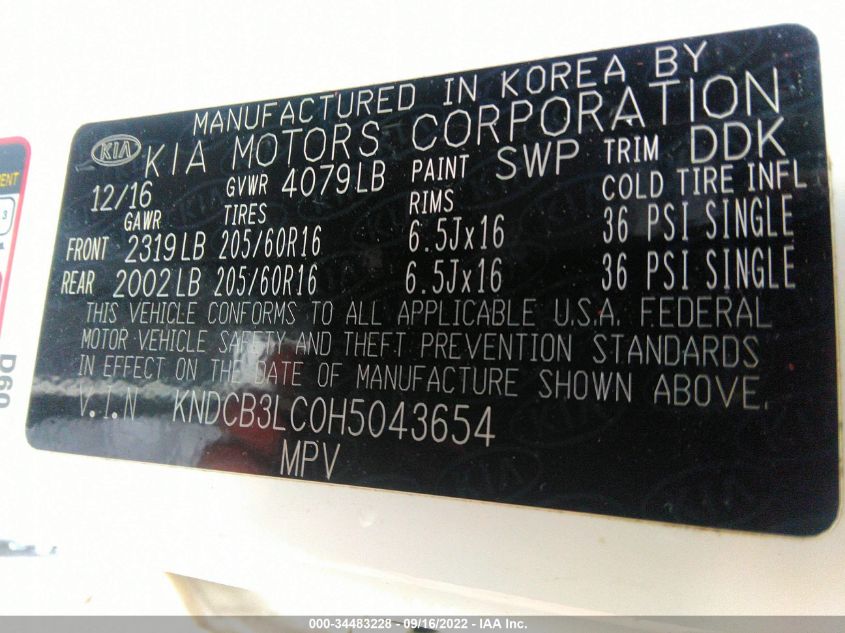 MANUFACTURED IN KOREA BY
KIA KIA MOTORS CORPORATION
12/16 GVWR 4079LB PAINT SWP TRIM DDK
GAWR TIRES RIMS COLD TIRE INFL
FRONT 2319LB 205/60R16 6.5Jx16 36 PSI SINGLE
REAR 2002LB 205/60R16 6.5Jx16 36 PSI SINGLE
THIS VEHICLE CONFORMS TO ALL APPLICABLE U.S.A. FEDERAL
MOTOR VEHICLE SAFETY AND THEFT PREVENTION STANDARDS
IN EFFECT ON THE DATE OF MANUFACTURE SHOWN ABOVE.
V.I.N KNDCB3LC0H5043654
MPV
D60
000-34483228 - 09/16/2022 - IAA Inc.